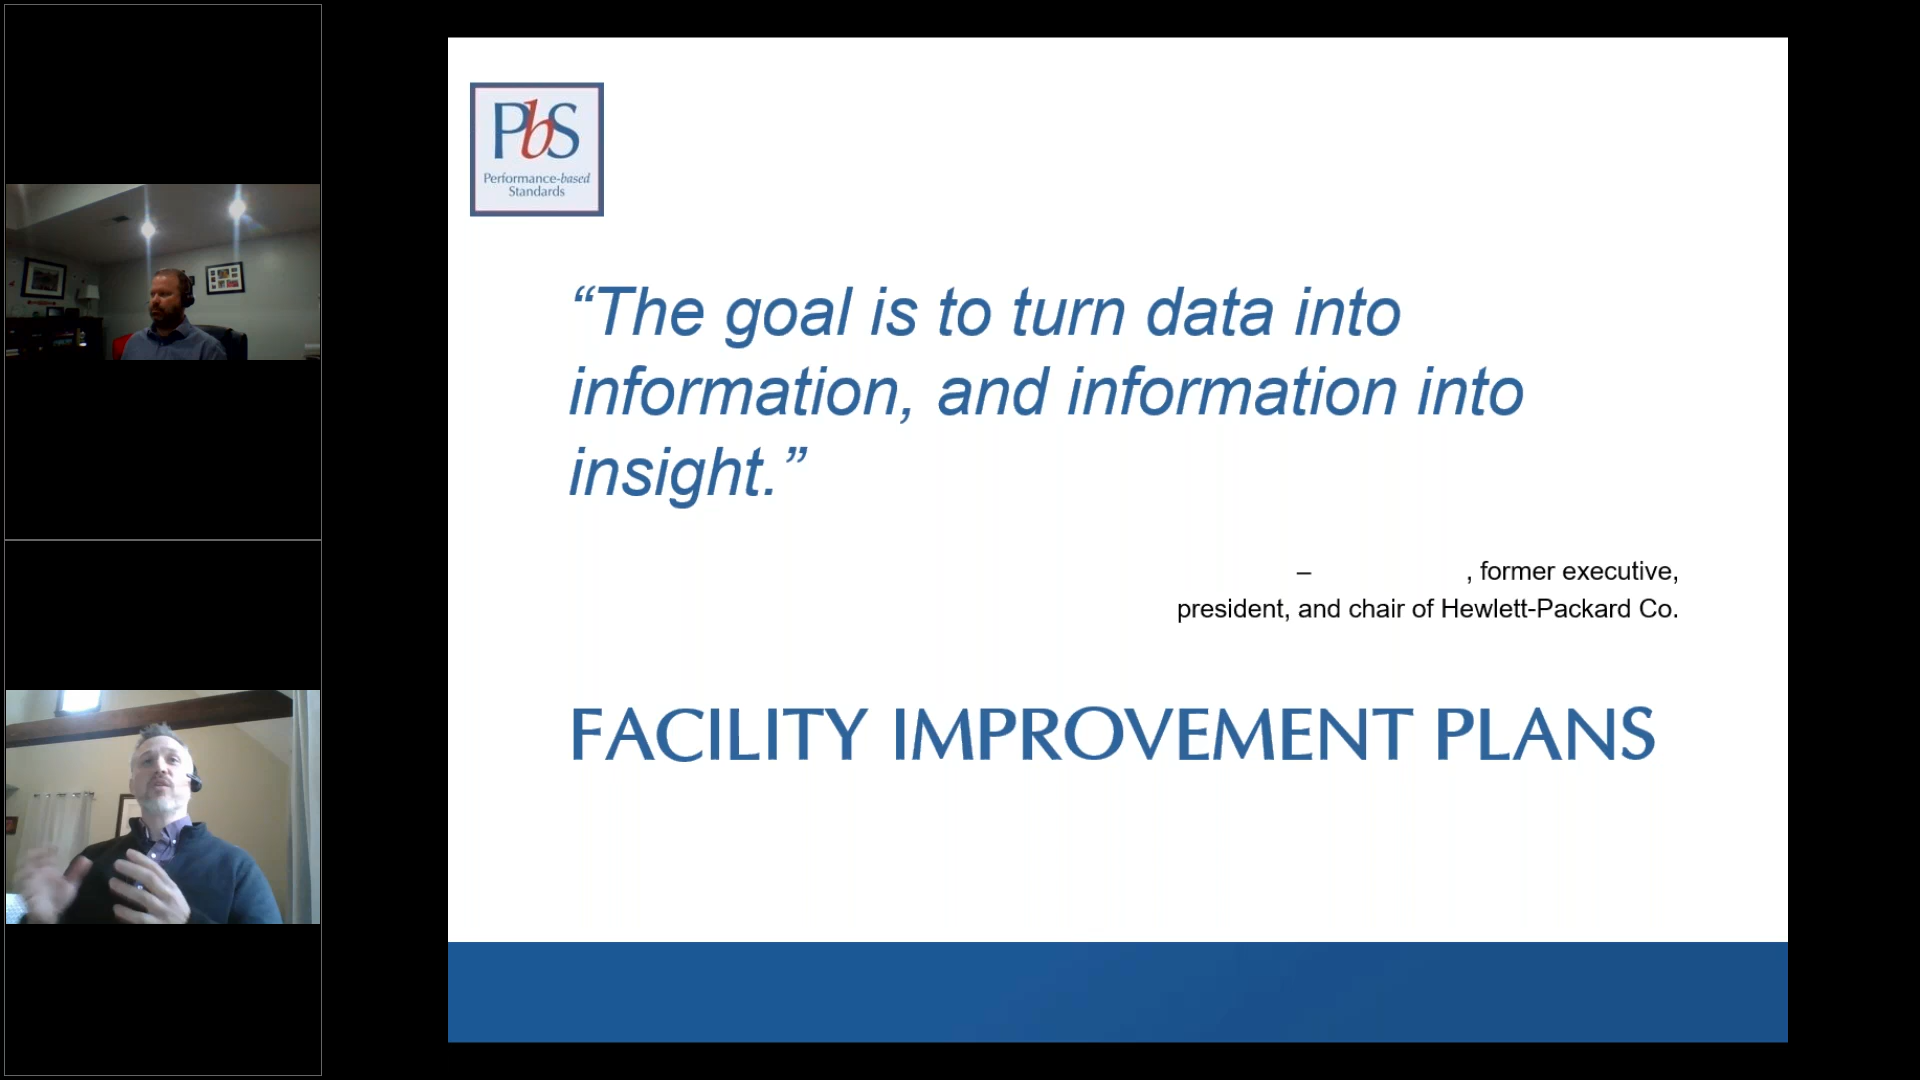 PbS
Performance-based
Standards
“The goal is to turn data into
information, and information into
insight.”
– , former executive,
president, and chair of Hewlett-Packard Co.
FACILITY IMPROVEMENT PLANS